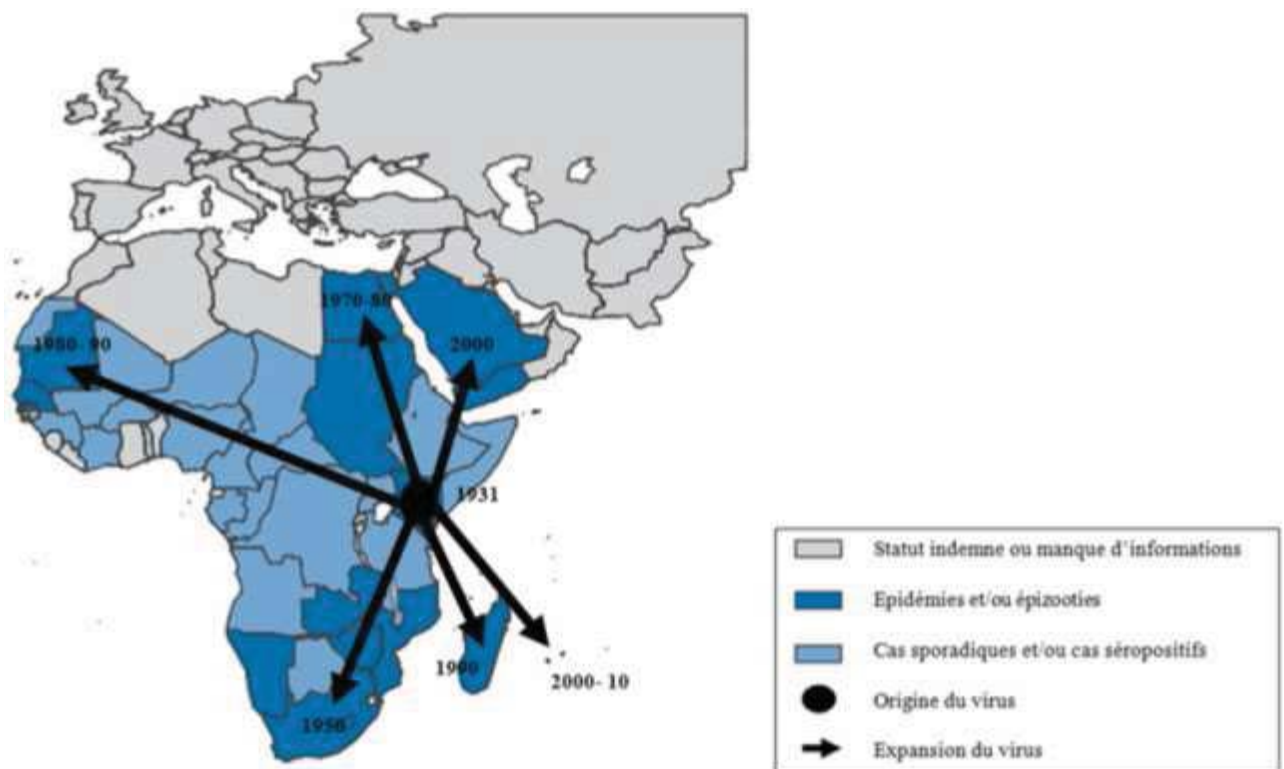 1970-80
1980 90
2000
1931
1990
2000- 10
1956
Statut indemne ou manque d'informations
Epidémies et/ou épizooties
Cas sporadiques et/ou cas séropositifs
Origine du virus
Expansion du virus